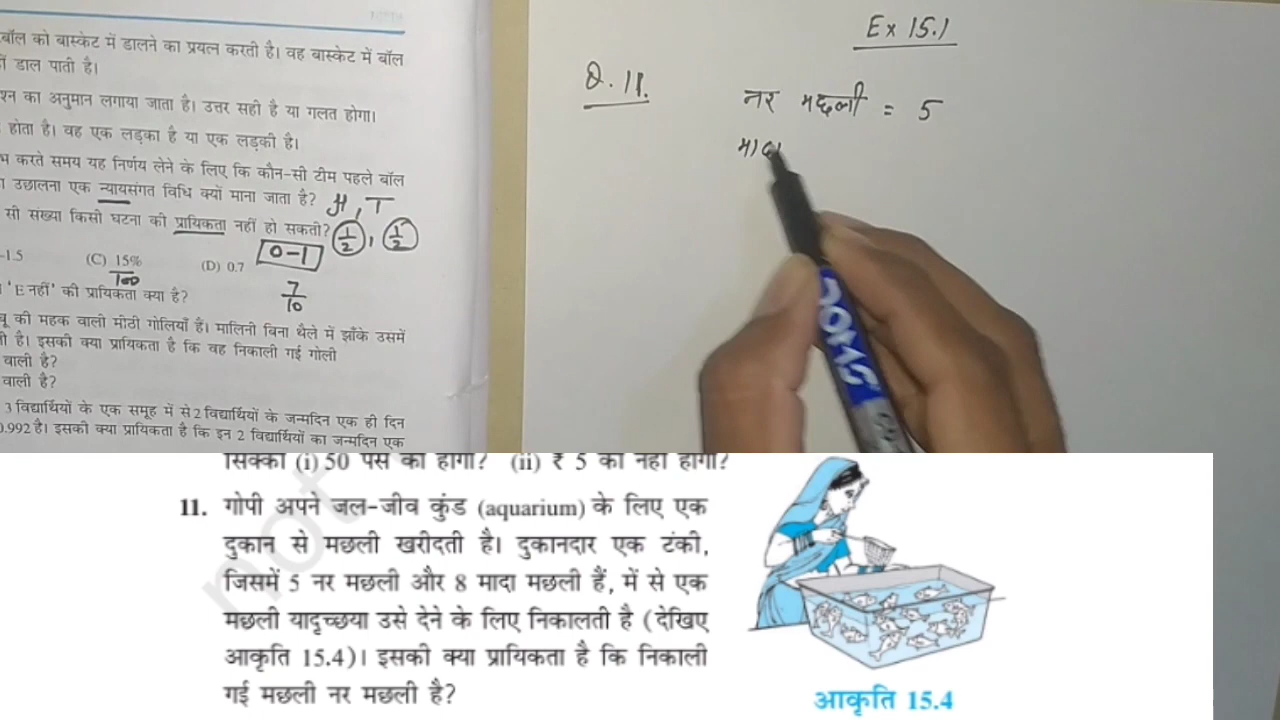 बॉल को बास्केट में डालने का प्रयत्न करती है। वह बास्केट में बॉल
डाल पाती है।
का अनुमान लगाया जाता है। उत्तर सही है या गलत होगा।
होता है। वह एक लड़का है या एक लड़की है।
करते समय यह निर्णय लेने के लिए कि कौन-सी टीम पहले बॉल
उछालना एक न्यायसंगत विधि क्यों माना जाता है? H, T
सी संख्या किसी घटना की प्रायिकता नहीं हो सकती? 1/2, 1/2
0-1
-1.5 (C) 15% (D) 0.7
100
'E नहीं' की प्रायिकता क्या है? 7/10
की महक वाली मीठी गोलियाँ हैं। मालिनी बिना थैले में झाँके उसमें
है। इसकी क्या प्रायिकता है कि वह निकाली गई गोली
वाली है?
वाली है?
3 विद्यार्थियों के एक समूह में से 2 विद्यार्थियों के जन्मदिन एक ही दिन
0.992 है। इसकी क्या प्रायिकता है कि इन 2 विद्यार्थियों का जन्मदिन एक
Ex 15.1
Q. 11.
नर मछली = 5
मादा
सिक्का (i) 50 पैसे का होगा? (ii) ₹ 5 का नहीं होगा?
11. गोपी अपने जल-जीव कुंड (aquarium) के लिए एक
दुकान से मछली खरीदती है। दुकानदार एक टंकी,
जिसमें 5 नर मछली और 8 मादा मछली हैं, में से एक
मछली यादृच्छया उसे देने के लिए निकालती है (देखिए
आकृति 15.4)। इसकी क्या प्रायिकता है कि निकाली
गई मछली नर मछली है?
आकृति 15.4
not